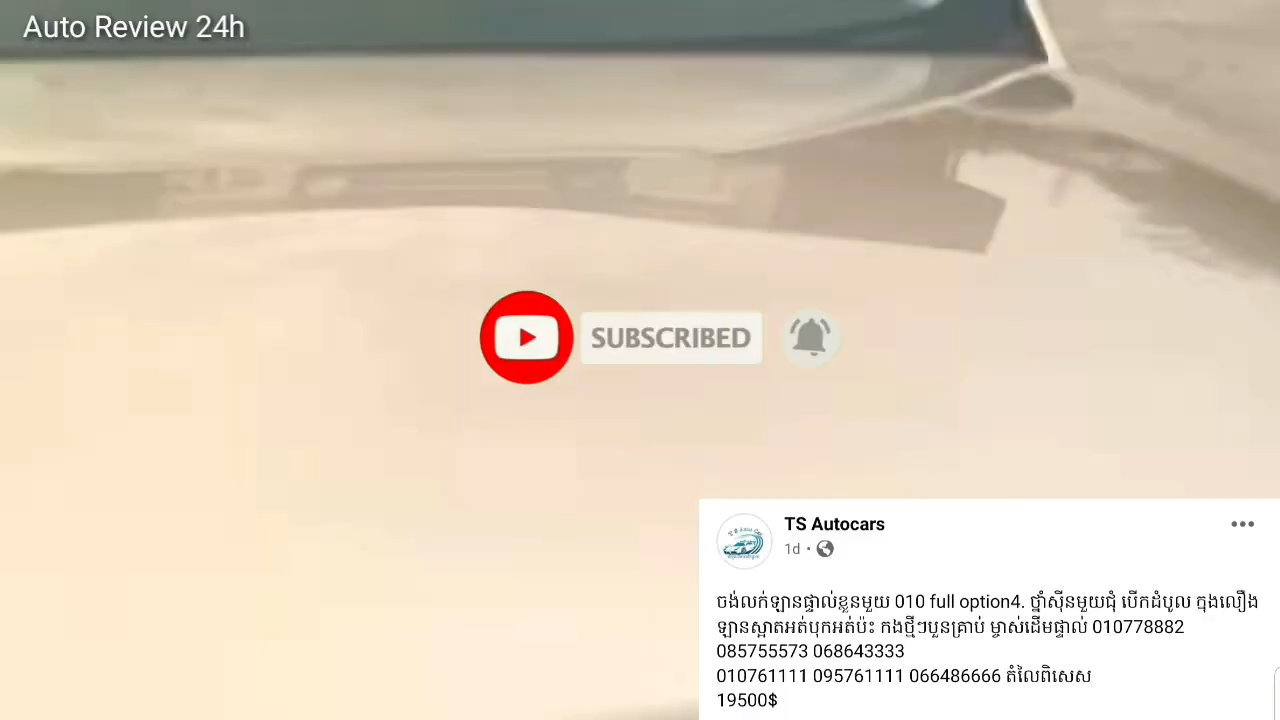 Auto Review 24h
SUBSCRIBED
TS Autocars
1d ·
ចង់លក់ឡានផ្ទាល់ខ្លួនមួយ 010 full option4. ថ្នាំស៊ីនមួយជុំ បើកដំបូល ក្នុងលឿង
ឡានស្អាតអត់បុកអត់ប៉ះ កងថ្មីៗបួនគ្រាប់ ម្ចាស់ដើមផ្ទាល់ 010778882
085755573 068643333
010761111 095761111 066486666 តំលៃពិសេស
19500$